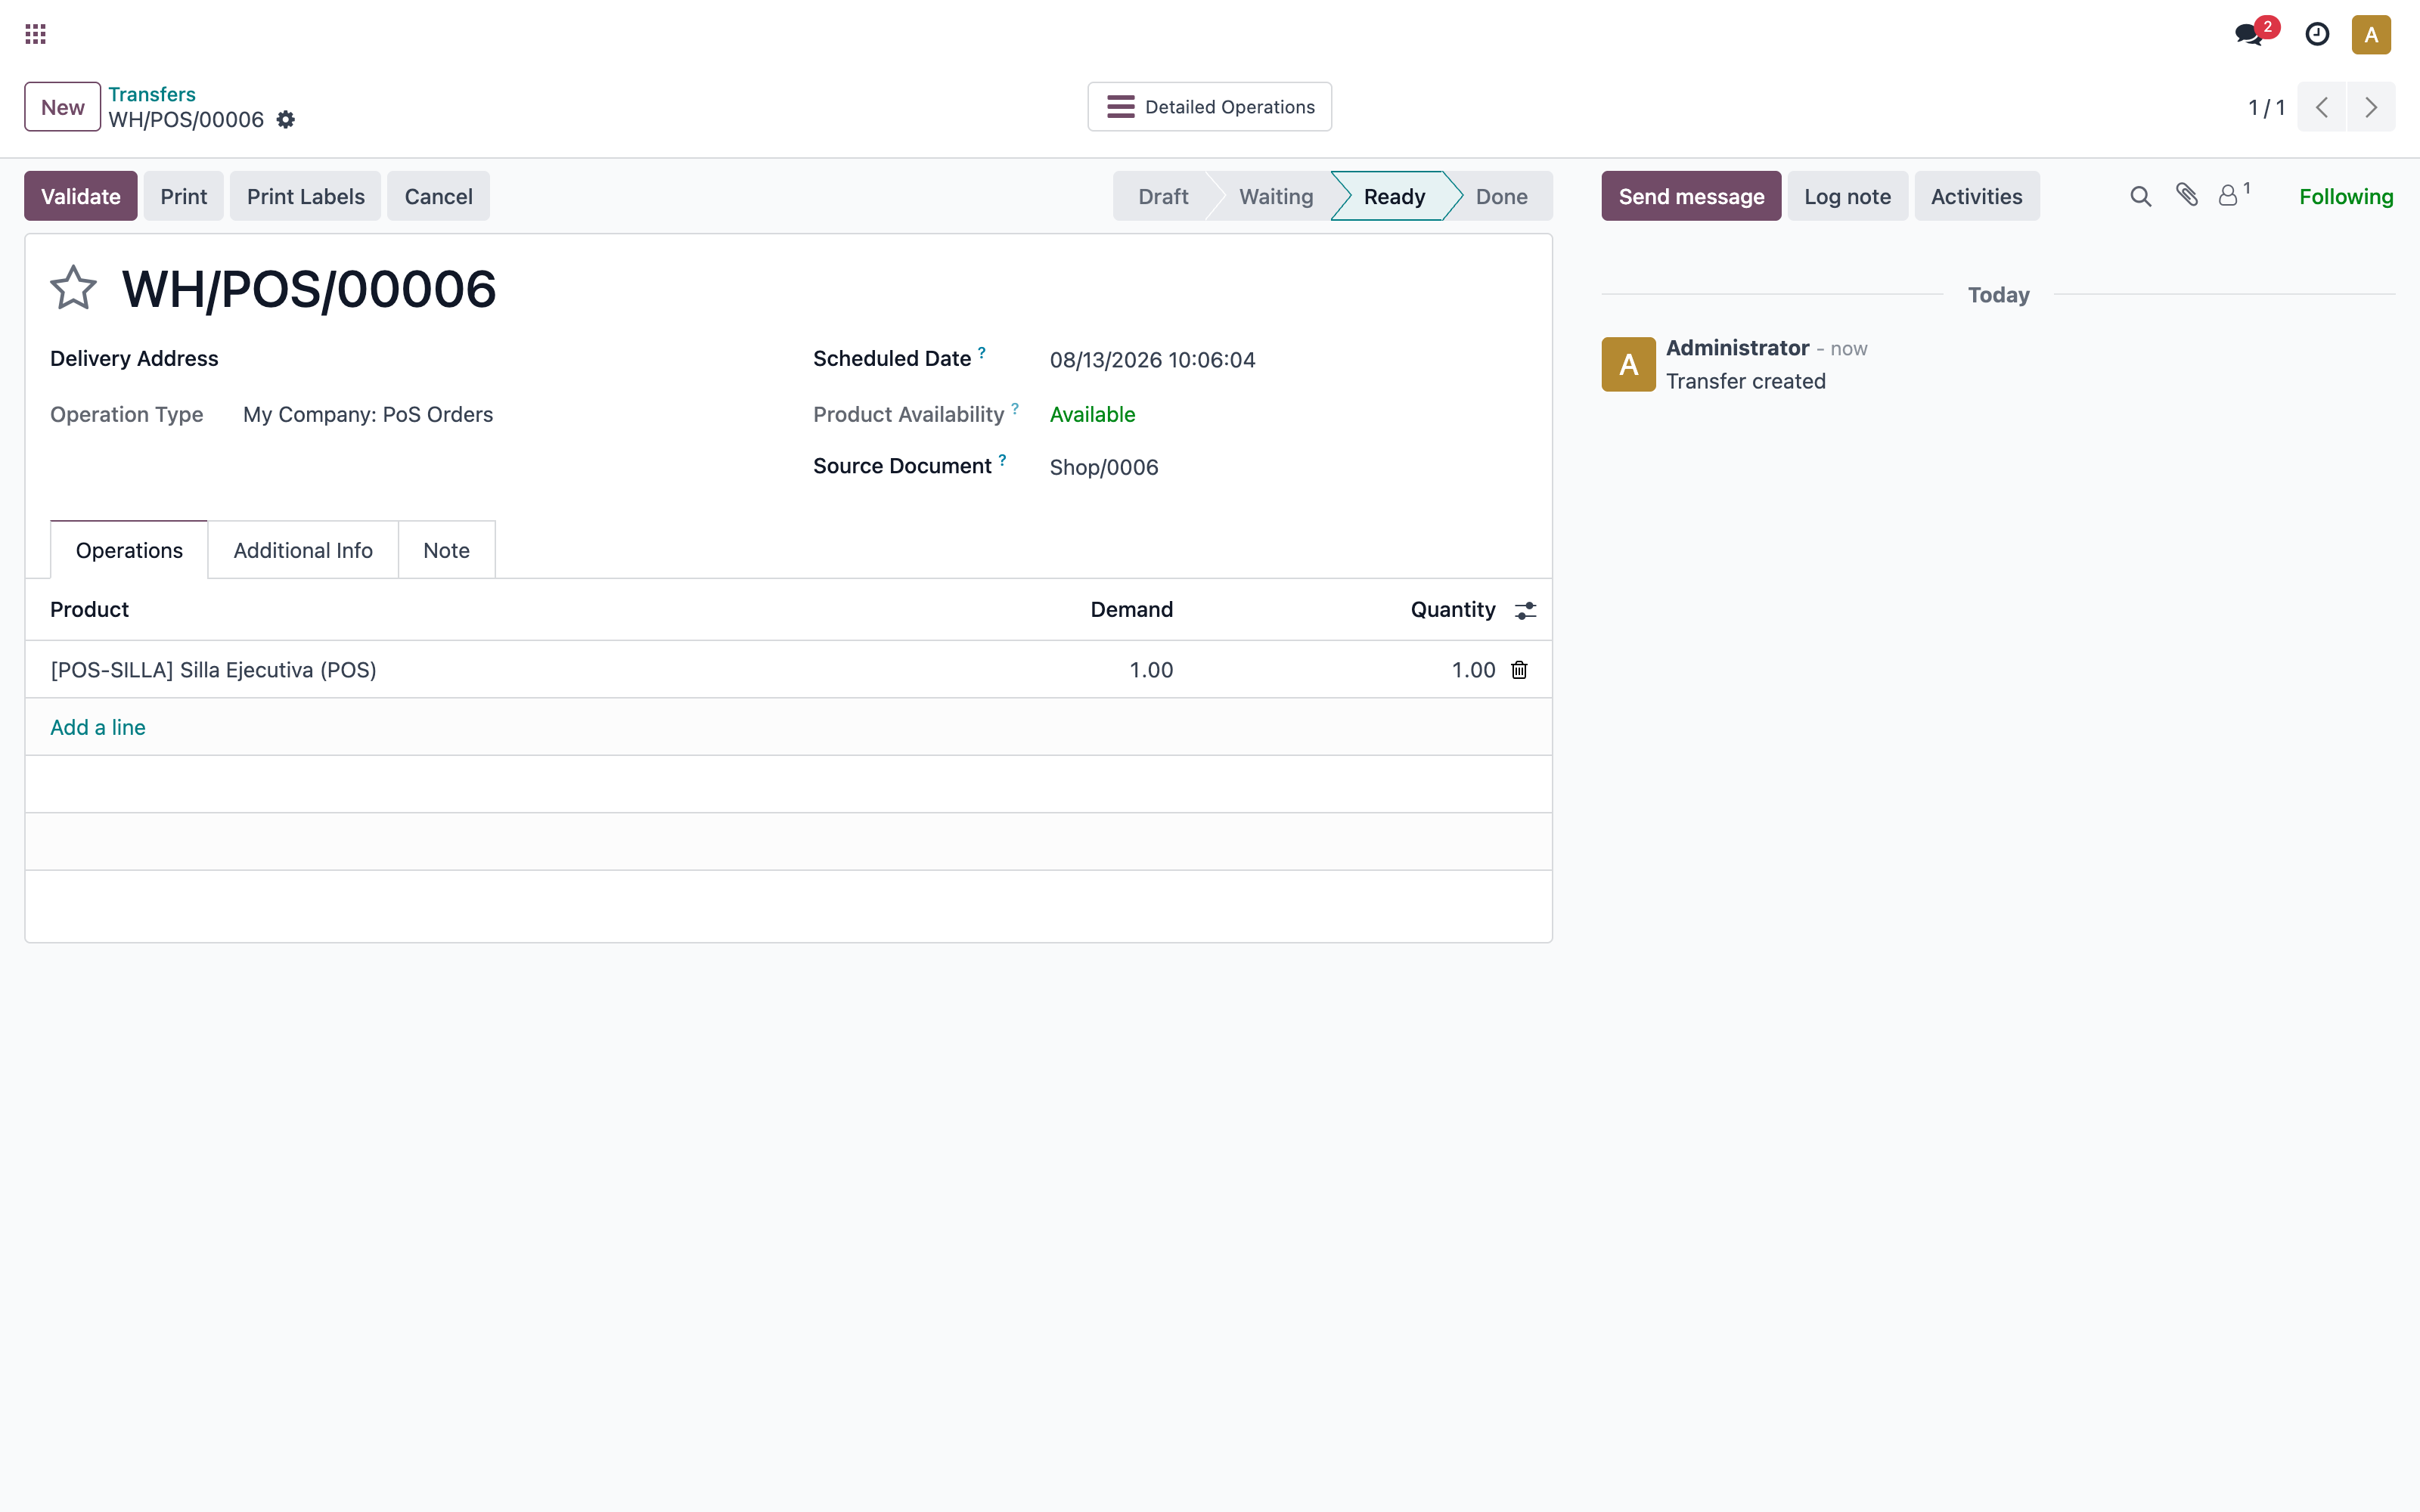 2
A
New
Transfers
WH/POS/00006
Detailed Operations
1 / 1
Validate
Print
Print Labels
Cancel
Draft
Waiting
Ready
Done
Send message
Log note
Activities
1
Following
WH/POS/00006
Delivery Address
Scheduled Date ?
08/13/2026 10:06:04
Operation Type
My Company: PoS Orders
Product Availability ?
Available
Source Document ?
Shop/0006
Today
A
Administrator - now
Transfer created
Operations
Additional Info
Note
Product
Demand
Quantity
[POS-SILLA] Silla Ejecutiva (POS)
1.00
1.00
Add a line